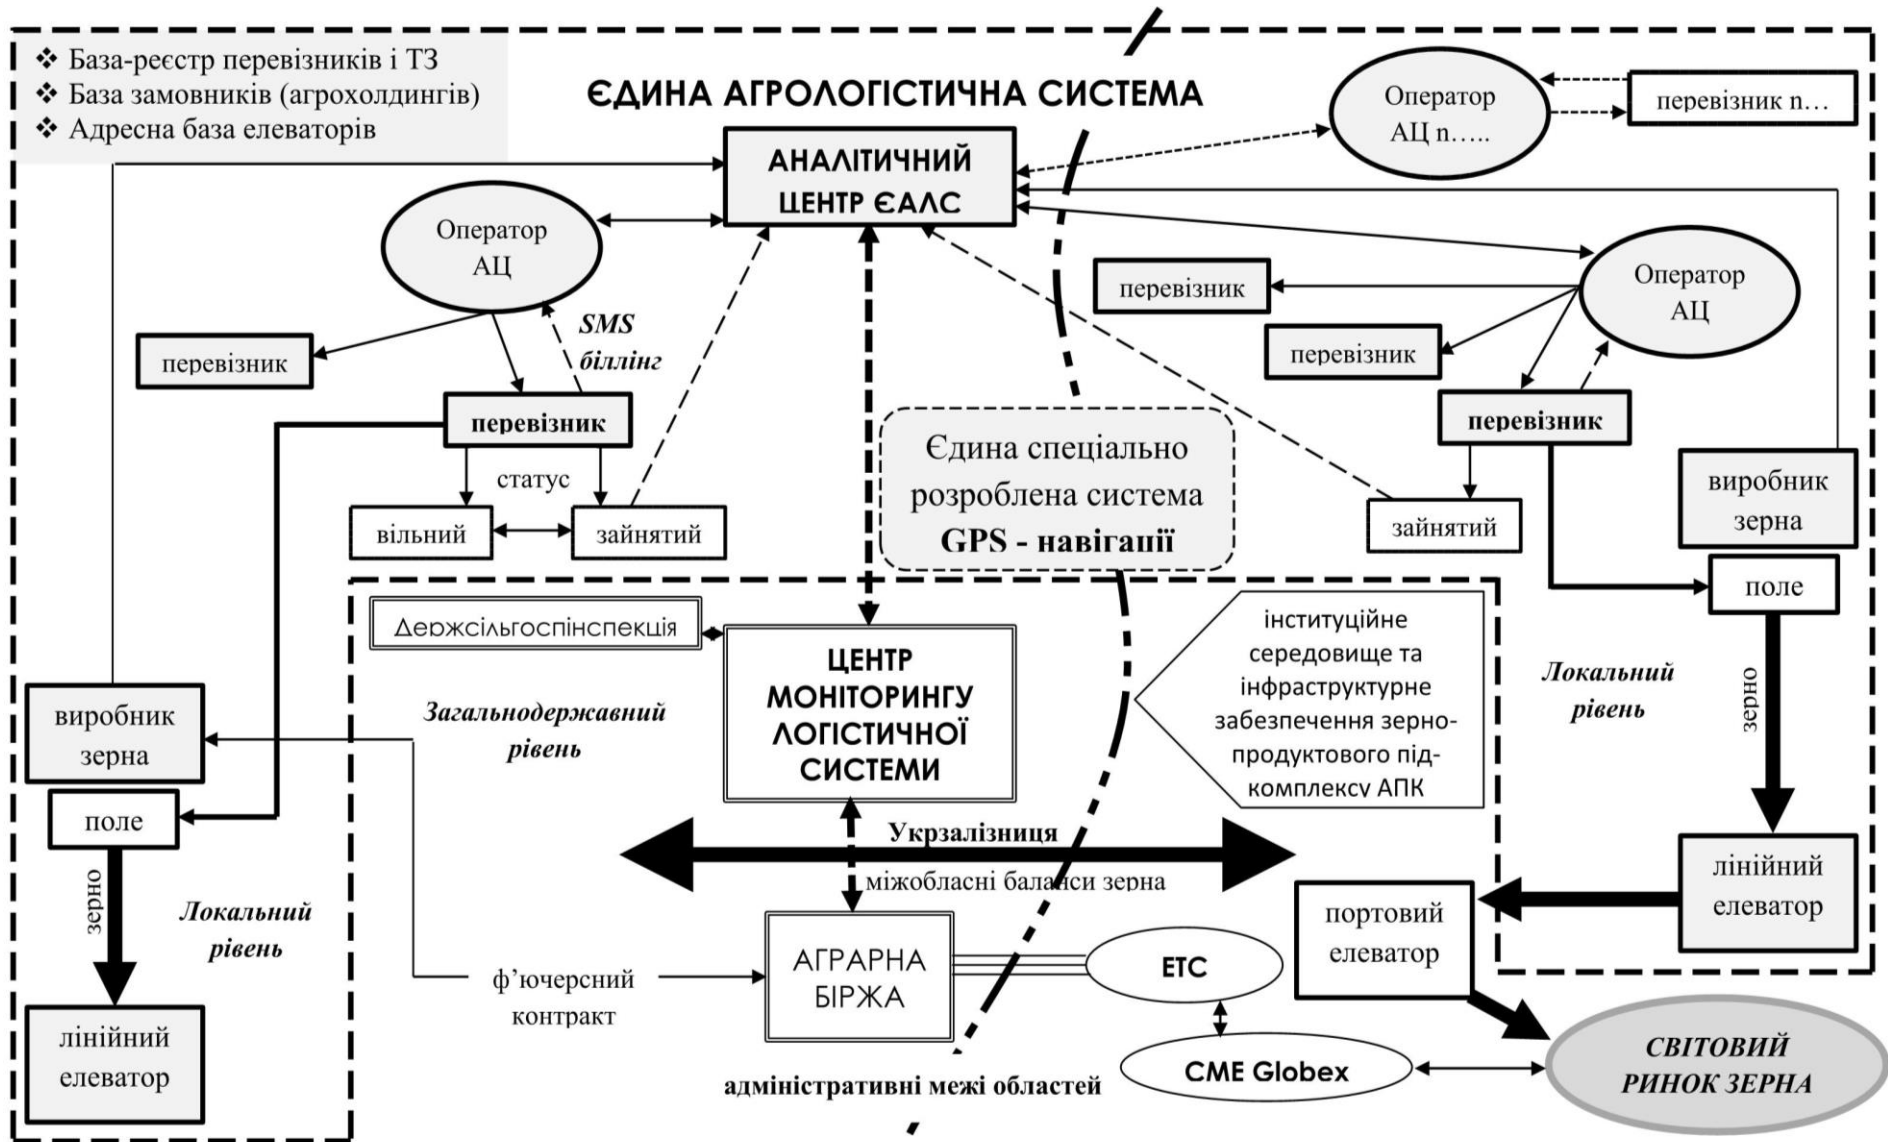 ❖ База-реєстр перевізників і ТЗ
❖ База замовників (агрохолдингів)
❖ Адресна база елеваторів
ЄДИНА АГРОЛОГІСТИЧНА СИСТЕМА
АНАЛІТИЧНИЙ
ЦЕНТР ЄАЛС
Оператор
АЦ n…..
перевізник n…
Оператор
АЦ
SMS
біллінг
перевізник
перевізник
статус
вільний
зайнятий
Оператор
АЦ
перевізник
перевізник
перевізник
зайнятий
виробник
зерна
поле
Єдина спеціально
розроблена система
GPS - навігації
Держсільгоспінспекція
ЦЕНТР
МОНІТОРИНГУ
ЛОГІСТИЧНОЇ
СИСТЕМИ
Загальнодержавний
рівень
інституційне
середовище та
інфраструктурне
забезпечення зерно-
продуктового під-
комплексу АПК
Локальний
рівень
зерно
виробник
зерна
поле
зерно
Локальний
рівень
лінійний
елеватор
Укрзалізниця
міжобласні баланси зерна
АГРАРНА
БІРЖА
ф’ючерсний
контракт
ETC
CME Globex
портовий
елеватор
лінійний
елеватор
СВІТОВИЙ
РИНОК ЗЕРНА
адміністративні межі областей